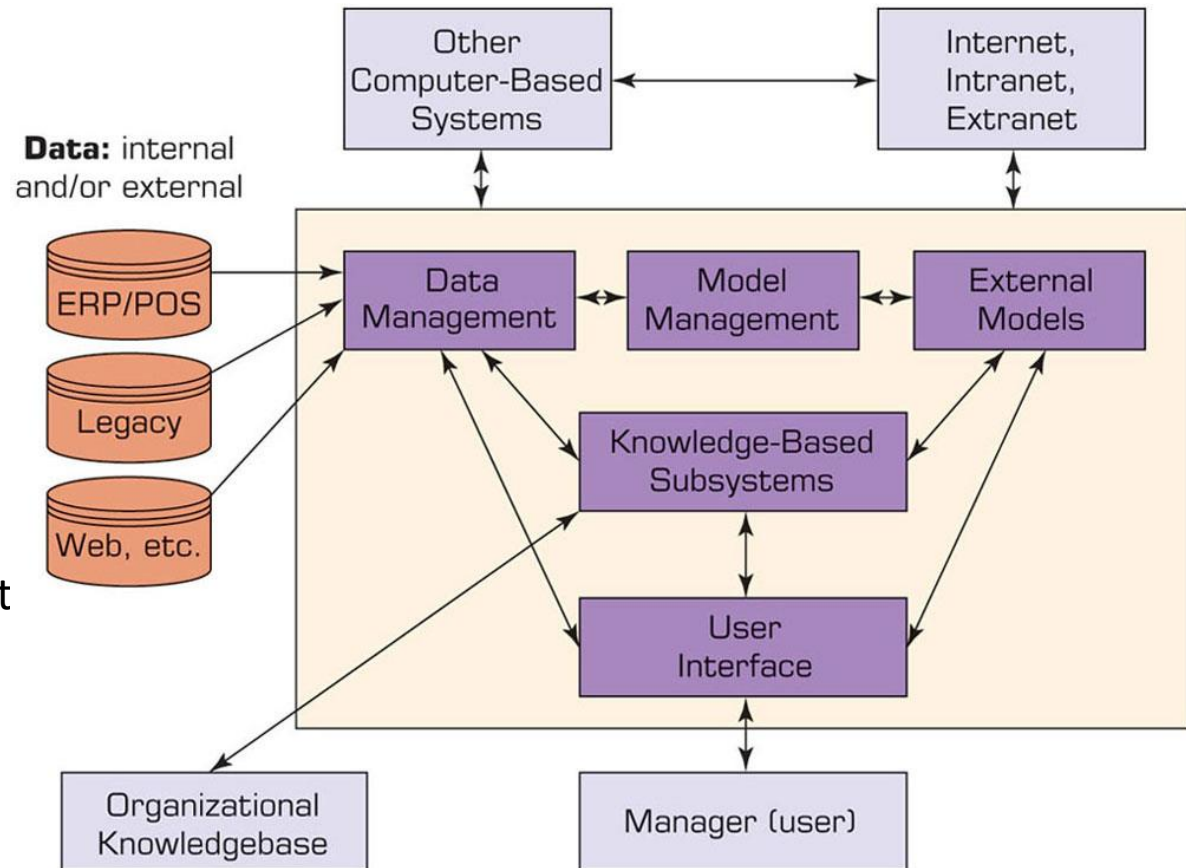 Other
Computer-Based
Systems
Internet,
Intranet,
Extranet
Data: internal
and/or external
ERP/POS
Legacy
Web, etc.
t
Data
Management
Model
Management
External
Models
Knowledge-Based
Subsystems
User
Interface
Organizational
Knowledgebase
Manager (user)